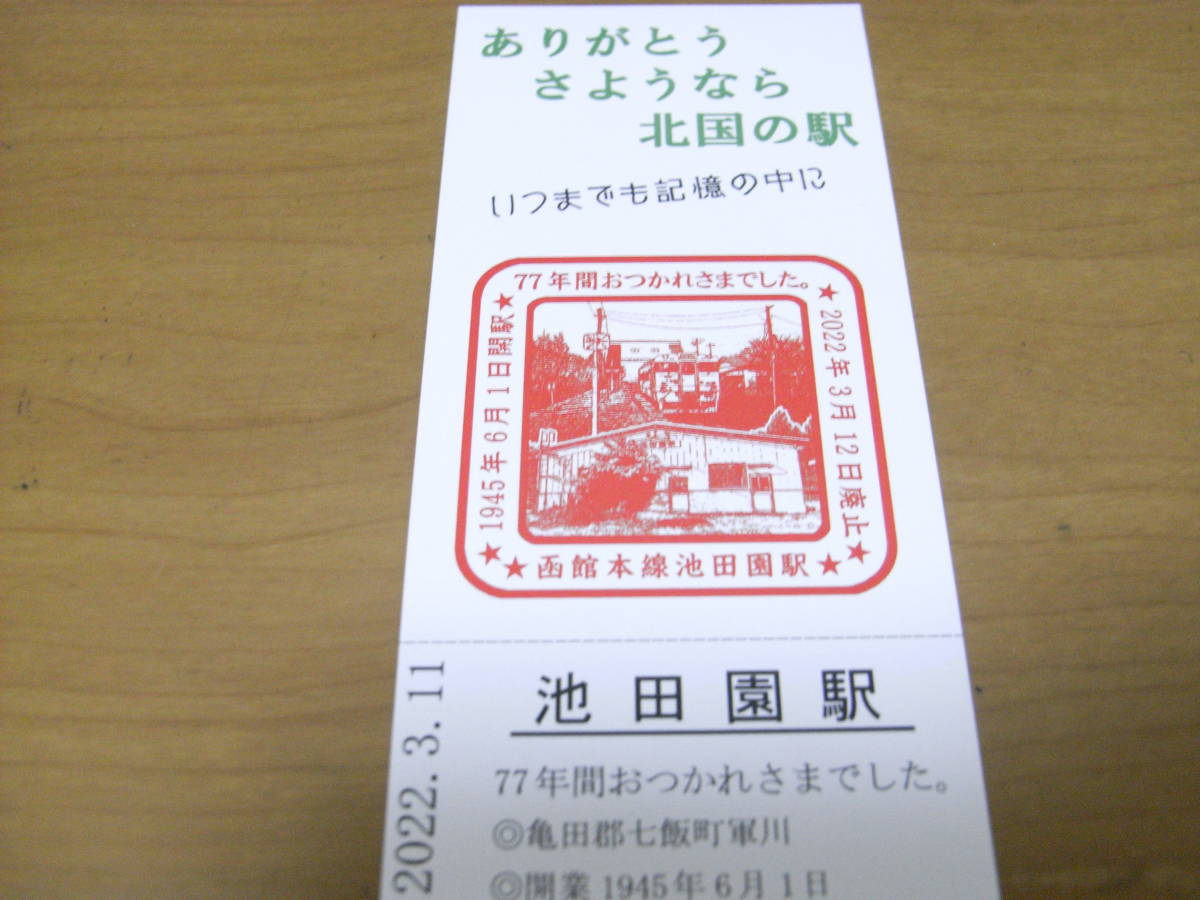 ありがとう
さようなら
北国の駅
いつまでも記憶の中に
77年間おつかれさまでした。
★1945年6月1日開駅★
★2022年3月12日廃止★
★函館本線池田園駅★
2022.3.11
池田園駅
77年間おつかれさまでした。
◎亀田郡七飯町軍川
◎開業1945年6月1日